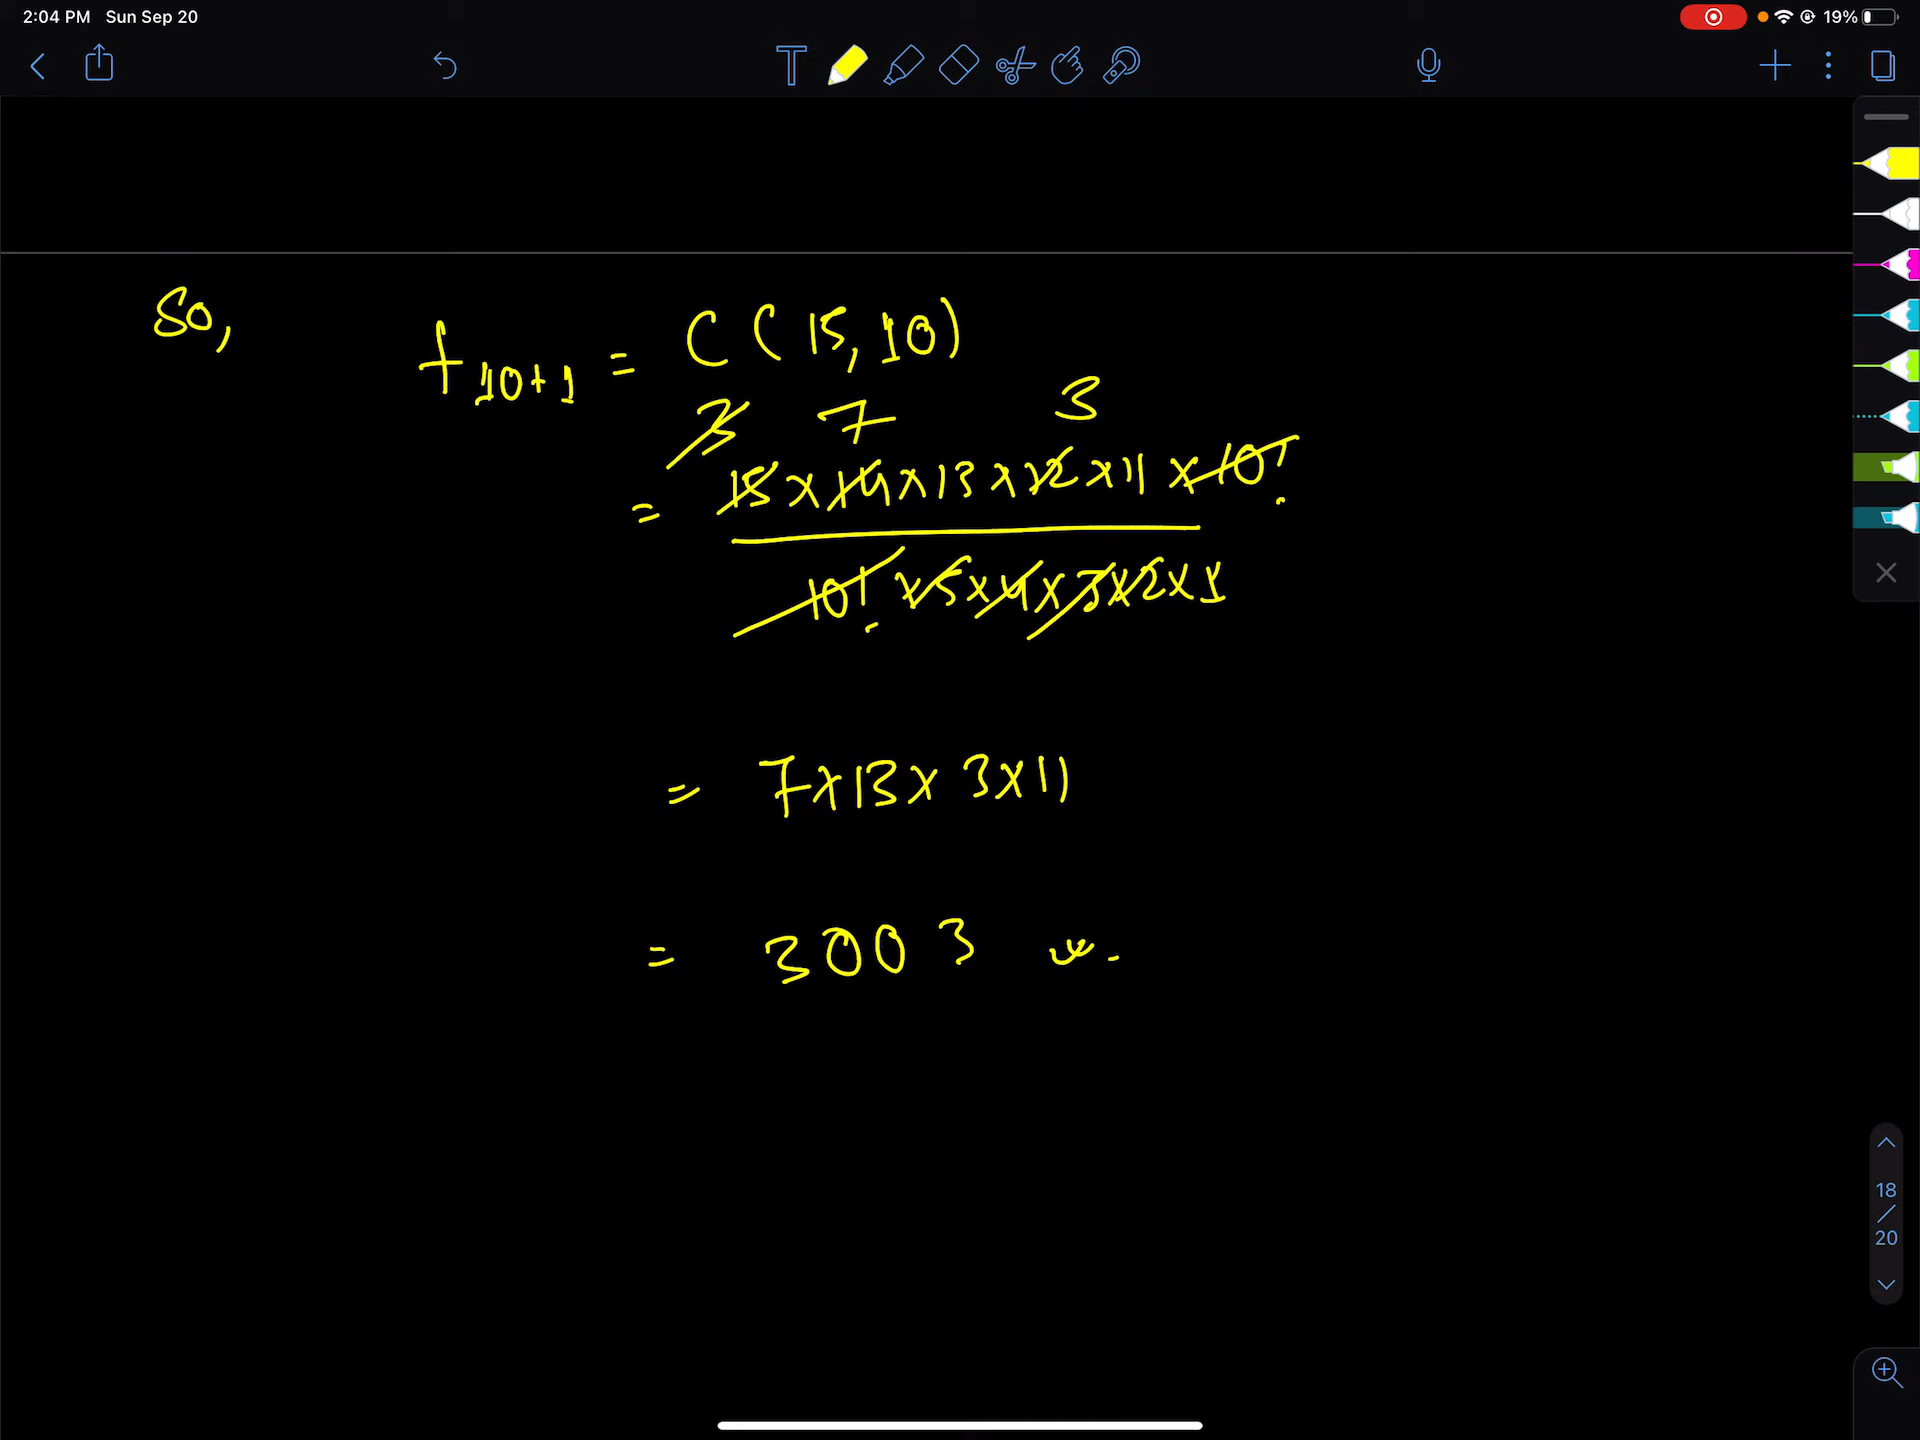 2:04 PM Sun Sep 20 19%
So,
t₁₀₊₁ = C(15,10)
3 7 3
= 15 x 14 x 13 x 12 x 11 x 10!
10! x 5 x 4 x 3 x 2 x 1
= 7 x 13 x 3 x 11
= 3003
18
/
20